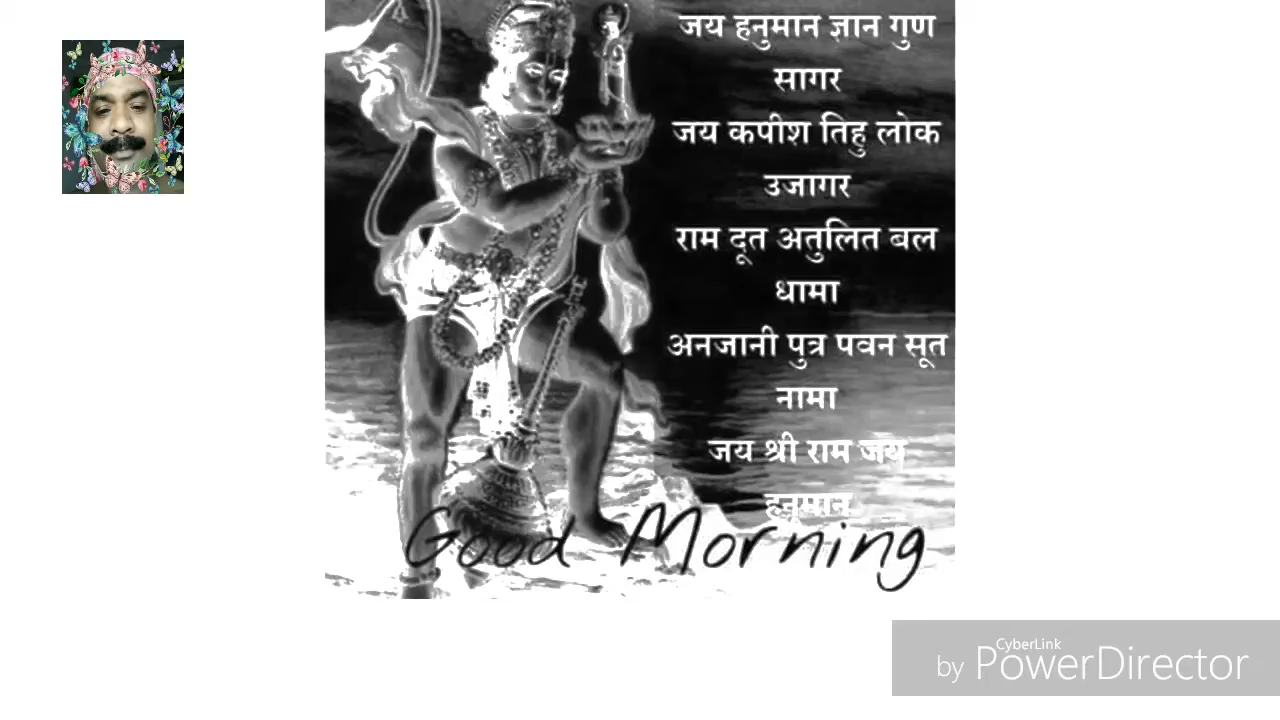 जय हनुमान ज्ञान गुण
सागर
जय कपीश तिहु लोक
उजागर
राम दूत अतुलित बल
धामा
अनजानी पुत्र पवन सूत
नामा
जय श्री राम जय
हनुमान
Good Morning
CyberLink
by PowerDirector